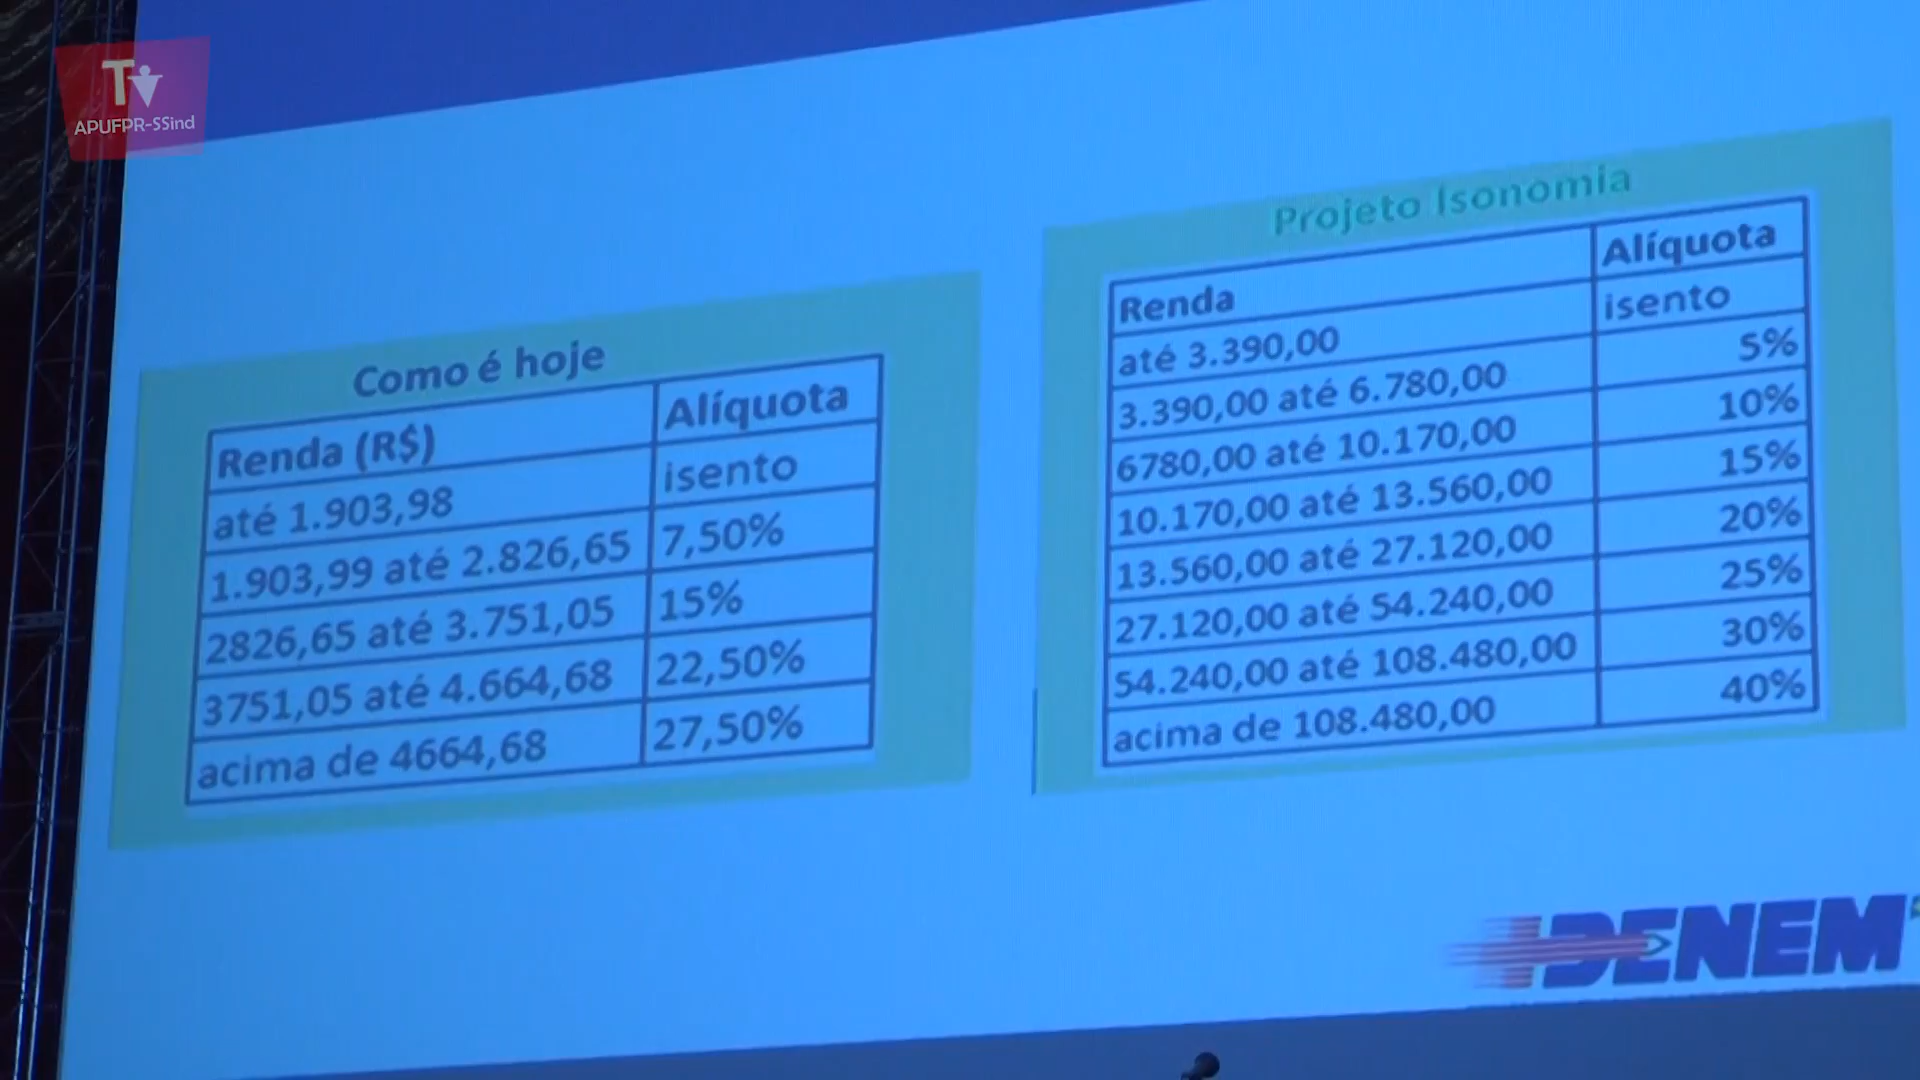 TV
APUFPR-SSind
Como é hoje
Renda (R$) Alíquota
até 1.903,98 isento
1.903,99 até 2.826,65 7,50%
2826,65 até 3.751,05 15%
3751,05 até 4.664,68 22,50%
acima de 4664,68 27,50%
Projeto Isonomia
Renda Alíquota
até 3.390,00 isento
3.390,00 até 6.780,00 5%
6780,00 até 10.170,00 10%
10.170,00 até 13.560,00 15%
13.560,00 até 27.120,00 20%
27.120,00 até 54.240,00 25%
54.240,00 até 108.480,00 30%
acima de 108.480,00 40%
DENEM